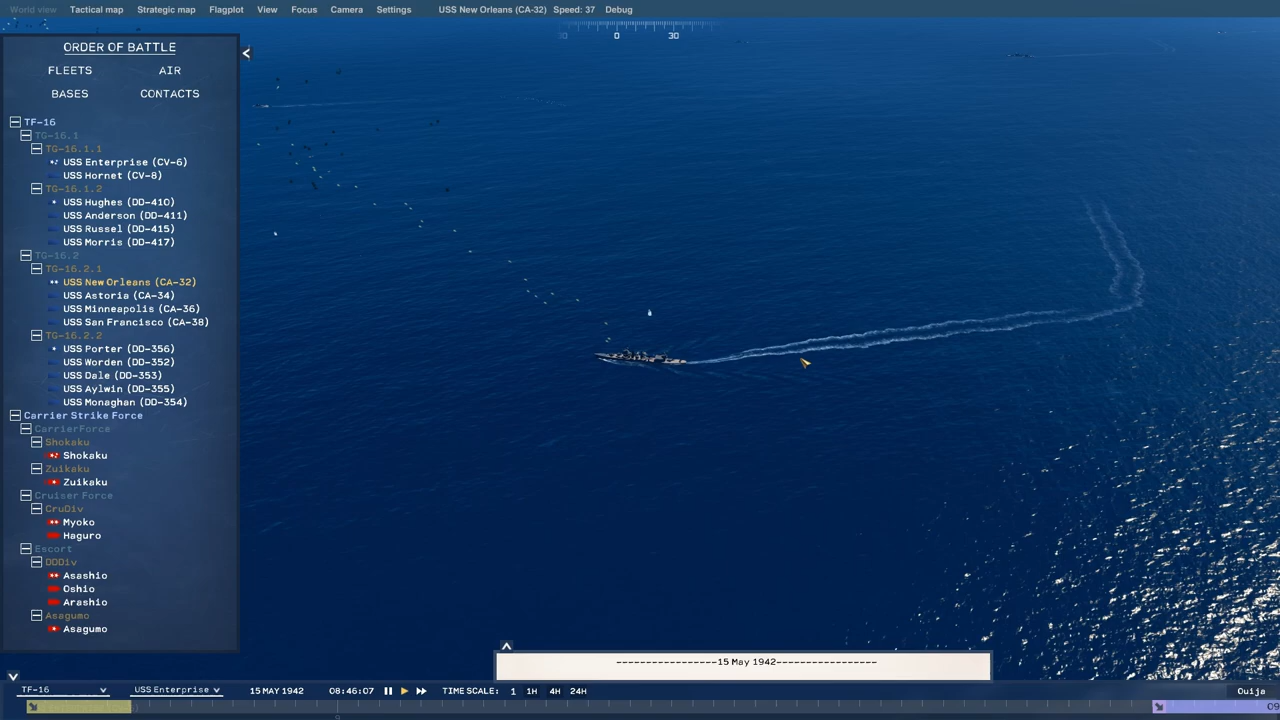 World view Tactical map Strategic map Flagplot View Focus Camera Settings USS New Orleans (CA-32) Speed: 37 Debug
0 30
ORDER OF BATTLE
FLEETS AIR
BASES CONTACTS
TF-16
TG-16.1
TG-16.1.1
USS Enterprise (CV-6)
USS Hornet (CV-8)
TG-16.1.2
USS Hughes (DD-410)
USS Anderson (DD-411)
USS Russel (DD-415)
USS Morris (DD-417)
TG-16.2
TG-16.2.1
USS New Orleans (CA-32)
USS Astoria (CA-34)
USS Minneapolis (CA-36)
USS San Francisco (CA-38)
TG-16.2.2
USS Porter (DD-356)
USS Worden (DD-352)
USS Dale (DD-353)
USS Aylwin (DD-355)
USS Monaghan (DD-354)
Carrier Strike Force
CarrierForce
Shokaku
Shokaku
Zuikaku
Zuikaku
Cruiser Force
CruDiv
Myoko
Haguro
Escort
DDDiv
Asashio
Oshio
Arashio
Asagumo
Asagumo
-----------------15 May 1942-----------------
TF-16 USS Enterprise 15 MAY 1942 08:46:07 TIME SCALE: 1 1H 4H 24H Ouija